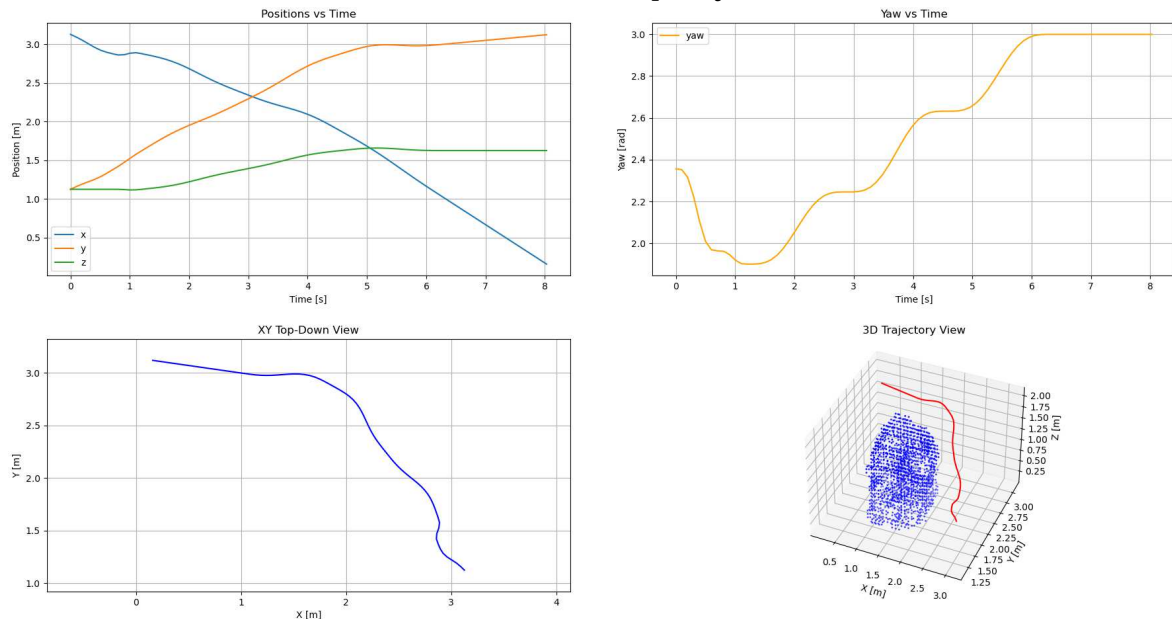 Positions vs Time
3.0
2.5
2.0
1.5
1.0
0.5
Position [m]
x
y
z
0 1 2 3 4 5 6 7 8
Time [s]
Yaw vs Time
yaw
3.0
2.8
2.6
2.4
2.2
2.0
Yaw [rad]
0 1 2 3 4 5 6 7 8
Time [s]
XY Top-Down View
3.0
2.5
2.0
1.5
1.0
Y [m]
0 1 2 3 4
X [m]
3D Trajectory View
2.00
1.75
1.50
1.25
1.00
0.75
0.50
0.25
Z [m]
3.00
2.75
2.50
2.25
2.00
1.75
1.50
1.25
Y [m]
0.5 1.0 1.5 2.0 2.5 3.0
X [m]